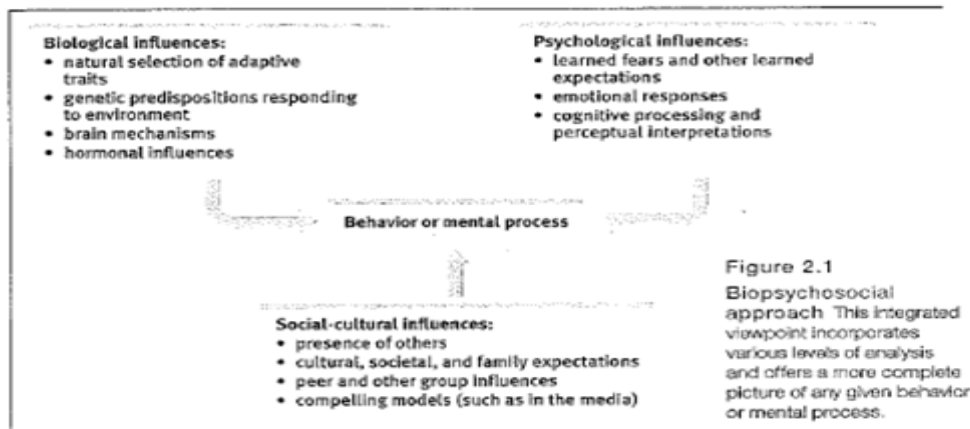 Biological influences:
• natural selection of adaptive
traits
• genetic predispositions responding
to environment
• brain mechanisms
• hormonal influences
Psychological influences:
• learned fears and other learned
expectations
• emotional responses
• cognitive processing and
perceptual interpretations
Behavior or mental process
Social-cultural influences:
• presence of others
• cultural, societal, and family expectations
• peer and other group influences
• compelling models (such as in the media)
Figure 2.1
Biopsychosocial
approach This integrated
viewpoint incorporates
various levels of analysis
and offers a more complete
picture of any given behavior
or mental process.